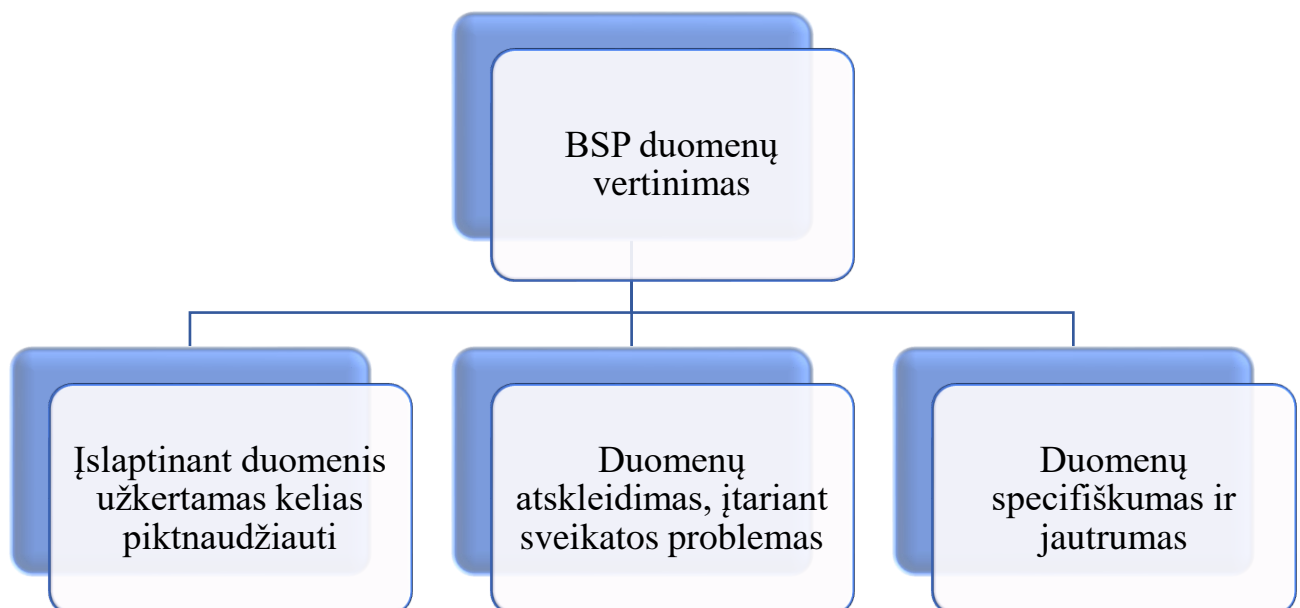 BSP duomenų
vertinimas
Įslaptinant duomenis
užkertamas kelias
piktnaudžiauti
Duomenų
atskleidimas, įtariant
sveikatos problemas
Duomenų
specifiškumas ir
jautrumas